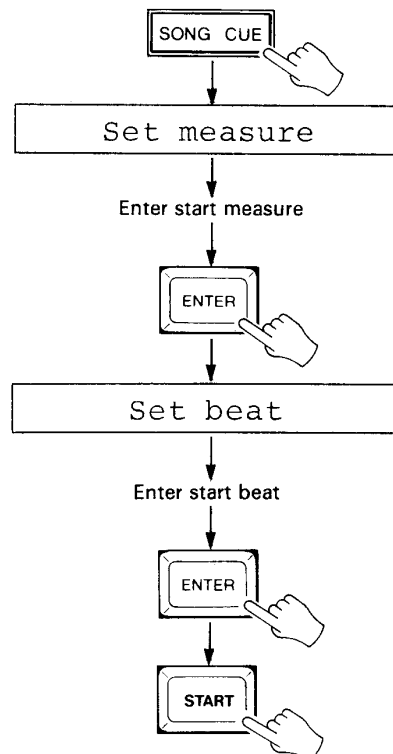 SONG CUE
Set measure
Enter start measure
ENTER
Set beat
Enter start beat
ENTER
START